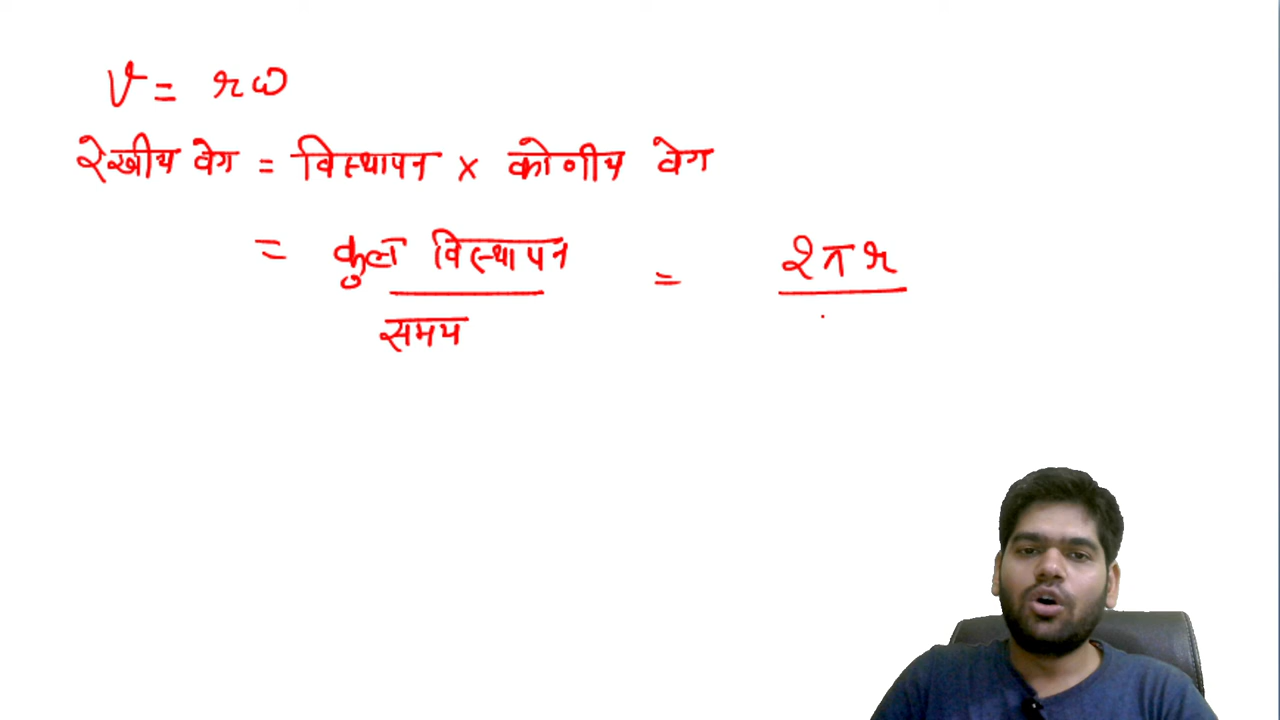 v = rω
रेखीय वेग = विस्थापन × कोणीय वेग
= कुल विस्थापन / समय = 2πr